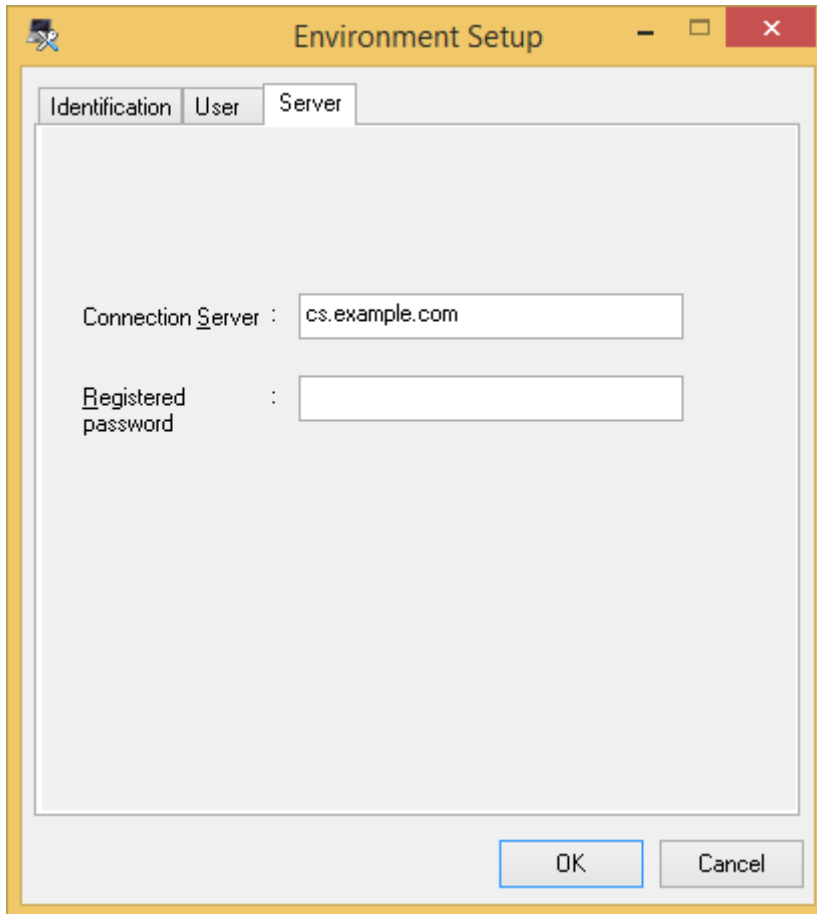 Environment Setup
Identification User Server
Connection Server : cs.example.com
Registered :
password
OK Cancel